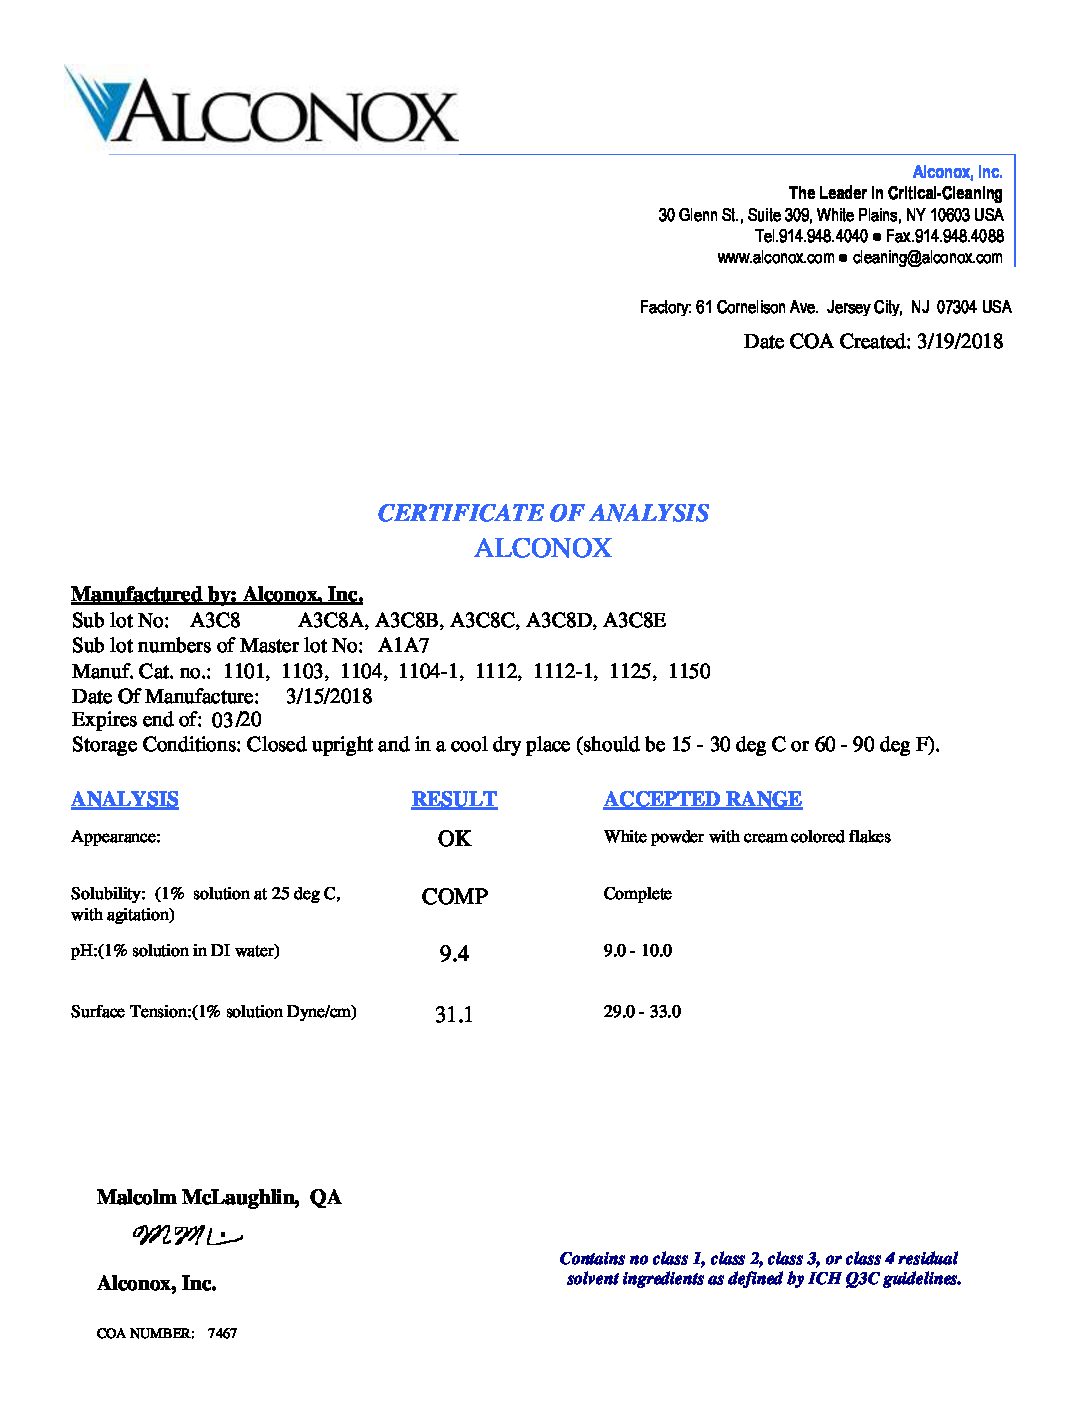 ALCONOX
Alconox, Inc.
The Leader in Critical-Cleaning
30 Glenn St., Suite 309, White Plains, NY 10603 USA
Tel.914.948.4040 ● Fax.914.948.4088
www.alconox.com ● cleaning@alconox.com
Factory: 61 Cornelison Ave. Jersey City, NJ 07304 USA
Date COA Created: 3/19/2018
CERTIFICATE OF ANALYSIS
ALCONOX
Manufactured by: Alconox, Inc.
Sub lot No: A3C8 A3C8A, A3C8B, A3C8C, A3C8D, A3C8E
Sub lot numbers of Master lot No: A1A7
Manuf. Cat. no.: 1101, 1103, 1104, 1104-1, 1112, 1112-1, 1125, 1150
Date Of Manufacture: 3/15/2018
Expires end of: 03/20
Storage Conditions: Closed upright and in a cool dry place (should be 15 - 30 deg C or 60 - 90 deg F).
ANALYSIS RESULT ACCEPTED RANGE
Appearance: OK White powder with cream colored flakes
Solubility: (1% solution at 25 deg C, COMP Complete
with agitation)
pH:(1% solution in DI water) 9.4 9.0 - 10.0
Surface Tension:(1% solution Dyne/cm) 31.1 29.0 - 33.0
Malcolm McLaughlin, QA
Alconox, Inc.
Contains no class 1, class 2, class 3, or class 4 residual
solvent ingredients as defined by ICH Q3C guidelines.
COA NUMBER: 7467